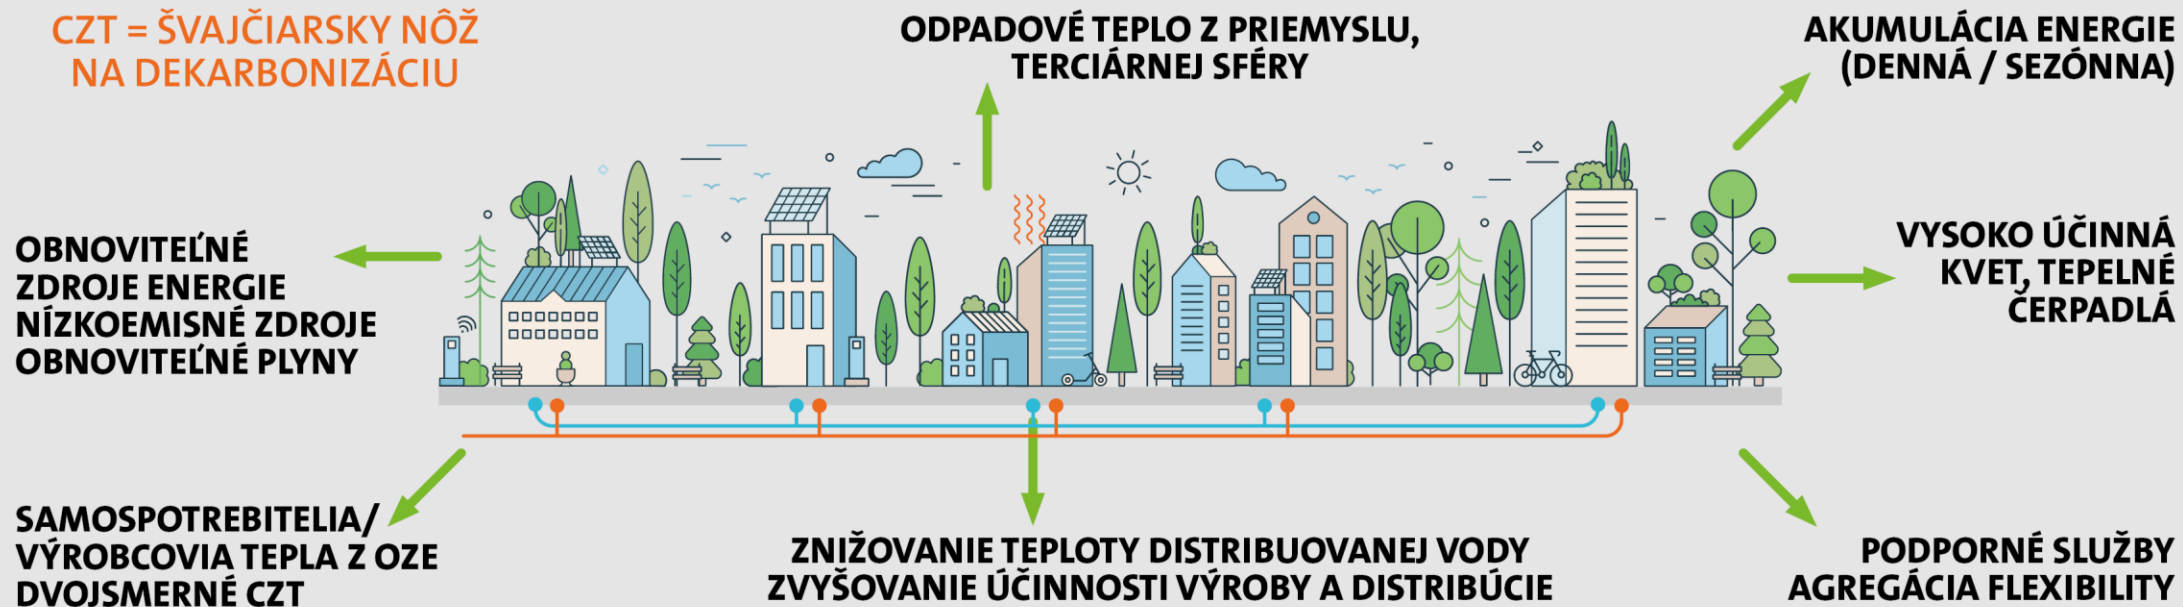 CZT = ŠVAJČIARSKY NÔŽ
NA DEKARBONIZÁCIU
ODPADOVÉ TEPLO Z PRIEMYSLU,
TERCIÁRNEJ SFÉRY
AKUMULÁCIA ENERGIE
(DENNÁ / SEZÓNNA)
OBNOVITEĽNÉ
ZDROJE ENERGIE
NÍZKOEMISNÉ ZDROJE
OBNOVITEĽNÉ PLYNY
VYSOKO ÚČINNÁ
KVET, TEPELNÉ
ČERPADLÁ
SAMOSPOTREBITELIA/
VÝROBCOVIA TEPLA Z OZE
DVOJSMERNÉ CZT
ZNIŽOVANIE TEPLOTY DISTRIBUOVANEJ VODY
ZVYŠOVANIE ÚČINNOSTI VÝROBY A DISTRIBÚCIE
PODPORNÉ SLUŽBY
AGREGÁCIA FLEXIBILITY